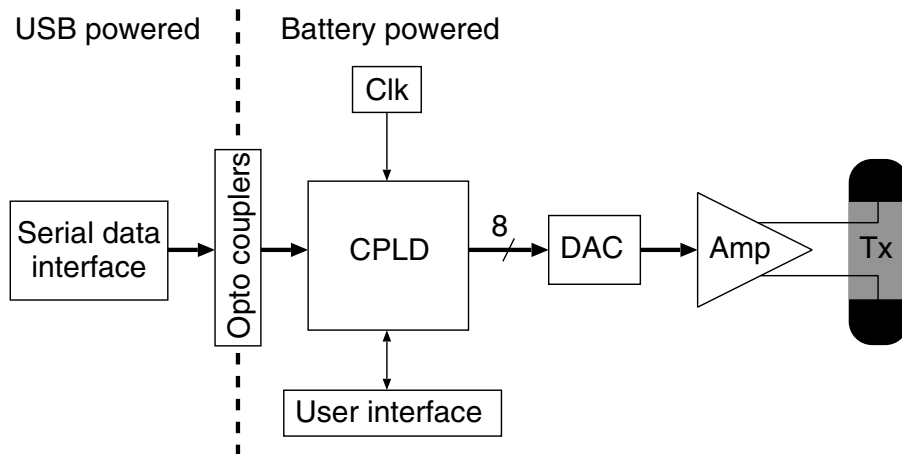 USB powered
Battery powered
Clk
Serial data
interface
Opto couplers
CPLD
8
DAC
Amp
Tx
User interface